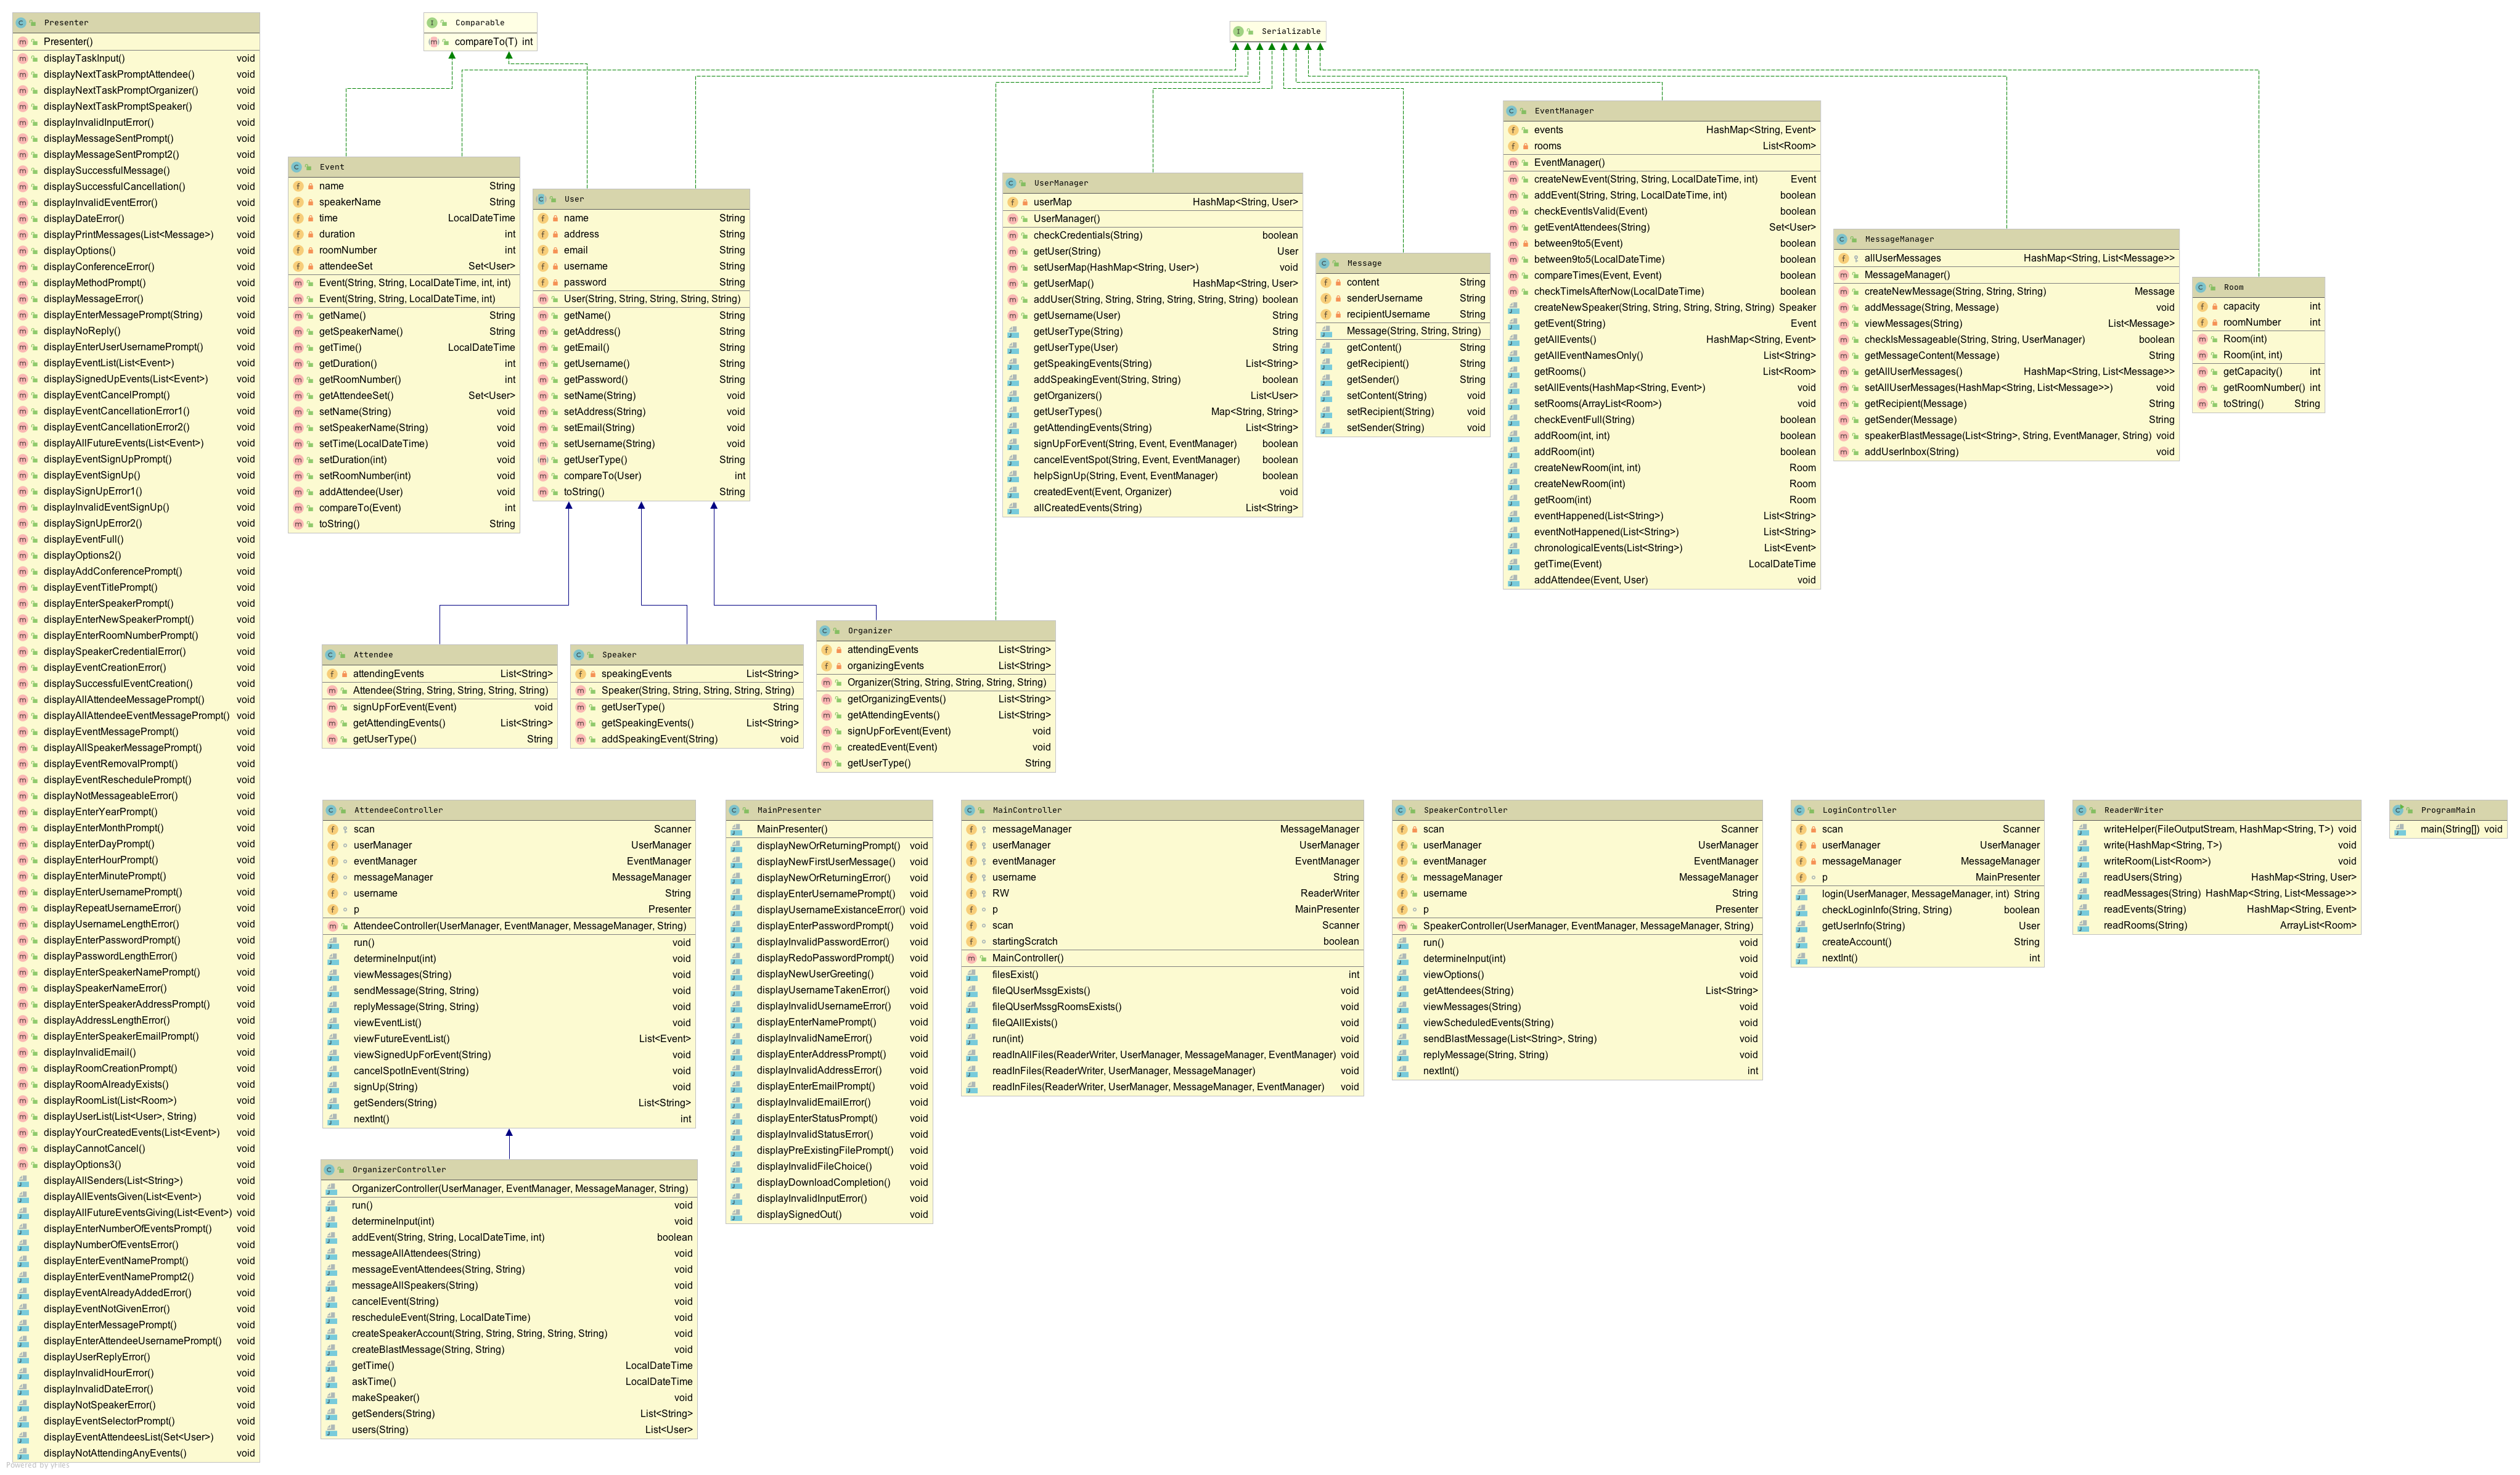 Presenter
Presenter()
displayTaskInput() void
displayNextTaskPromptAttendee() void
displayNextTaskPromptOrganizer() void
displayNextTaskPromptSpeaker() void
displayInvalidInputError() void
displayMessageSentPrompt() void
displayMessageSentPrompt2() void
displaySuccessfulMessage() void
displaySuccessfulCancellation() void
displayInvalidEventError() void
displayDateError() void
displayPrintMessages(List<Message>) void
displayOptions() void
displayConferenceError() void
displayMethodPrompt() void
displayMessageError() void
displayEnterMessagePrompt(String) void
displayNoReply() void
displayEnterUserUsernamePrompt() void
displayEventList(List<Event>) void
displaySignedUpEvents(List<Event>) void
displayEventCancelPrompt() void
displayEventCancellationError1() void
displayEventCancellationError2() void
displayAllFutureEvents(List<Event>) void
displayEventSignUpPrompt() void
displayEventSignUp() void
displaySignUpError1() void
displayInvalidEventSignUp() void
displaySignUpError2() void
displayEventFull() void
displayOptions2() void
displayAddConferencePrompt() void
displayEventTitlePrompt() void
displayEnterSpeakerPrompt() void
displayEnterNewSpeakerPrompt() void
displayEnterRoomNumberPrompt() void
displaySpeakerCredentialError() void
displayEventCreationError() void
displaySuccessfulEventCreation() void
displayAllAttendeeMessagePrompt() void
displayAllAttendeeEventMessagePrompt() void
displayEventMessagePrompt() void
displayAllSpeakerMessagePrompt() void
displayEventRemovalPrompt() void
displayEventReschedulePrompt() void
displayNotMessageableError() void
displayEnterYearPrompt() void
displayEnterMonthPrompt() void
displayEnterDayPrompt() void
displayEnterHourPrompt() void
displayEnterMinutePrompt() void
displayEnterUsernamePrompt() void
displayRepeatUsernameError() void
displayUsernameLengthError() void
displayEnterPasswordPrompt() void
displayPasswordLengthError() void
displayEnterSpeakerNamePrompt() void
displaySpeakerNameError() void
displayEnterSpeakerAddressPrompt() void
displayAddressLengthError() void
displayEnterSpeakerEmailPrompt() void
displayInvalidEmail() void
displayRoomCreationPrompt() void
displayRoomAlreadyExists() void
displayRoomList(List<Room>) void
displayUserList(List<User>, String) void
displayYourCreatedEvents(List<Event>) void
displayCannotCancel() void
displayOptions3() void
displayAllSenders(List<String>) void
displayAllEventsGiven(List<Event>) void
displayAllFutureEventsGiving(List<Event>) void
displayEnterNumberOfEventsPrompt() void
displayNumberOfEventsError() void
displayEnterEventNamePrompt() void
displayEnterEventNamePrompt2() void
displayEventAlreadyAddedError() void
displayEventNotGivenError() void
displayEnterMessagePrompt() void
displayEnterAttendeeUsernamePrompt() void
displayUserReplyError() void
displayInvalidHourError() void
displayInvalidDateError() void
displayNotSpeakerError() void
displayEventSelectorPrompt() void
displayEventAttendeesList(Set<User>) void
displayNotAttendingAnyEvents() void
Powered by yFiles
Comparable
compareTo(T) int
Serializable
Event
name String
speakerName String
time LocalDateTime
duration int
roomNumber int
attendeeSet Set<User>
Event(String, String, LocalDateTime, int, int)
Event(String, String, LocalDateTime, int)
getName() String
getSpeakerName() String
getTime() LocalDateTime
getDuration() int
getRoomNumber() int
getAttendeeSet() Set<User>
setName(String) void
setSpeakerName(String) void
setTime(LocalDateTime) void
setDuration(int) void
setRoomNumber(int) void
addAttendee(User) void
compareTo(Event) int
toString() String
User
name String
address String
email String
username String
password String
User(String, String, String, String, String)
getName() String
getAddress() String
getEmail() String
getUsername() String
getPassword() String
setName(String) void
setAddress(String) void
setEmail(String) void
setUsername(String) void
getUserType() String
compareTo(User) int
toString() String
UserManager
userMap HashMap<String, User>
UserManager()
checkCredentials(String) boolean
getUser(String) User
setUserMap(HashMap<String, User>) void
getUserMap() HashMap<String, User>
addUser(String, String, String, String, String, String) boolean
getUsername(User) String
getUserType(String) String
getUserType(User) String
getSpeakingEvents(String) List<String>
addSpeakingEvent(String, String) boolean
getOrganizers() List<User>
getUserTypes() Map<String, String>
getAttendingEvents(String) List<String>
signUpForEvent(String, Event, EventManager) boolean
cancelEventSpot(String, Event, EventManager) boolean
helpSignUp(String, Event, EventManager) boolean
createdEvent(Event, Organizer) void
allCreatedEvents(String) List<String>
Message
content String
senderUsername String
recipientUsername String
Message(String, String, String)
getContent() String
getRecipient() String
getSender() String
setContent(String) void
setRecipient(String) void
setSender(String) void
EventManager
events HashMap<String, Event>
rooms List<Room>
EventManager()
createNewEvent(String, String, LocalDateTime, int) Event
addEvent(String, String, LocalDateTime, int) boolean
checkEventIsValid(Event) boolean
getEventAttendees(String) Set<User>
between9to5(Event) boolean
between9to5(LocalDateTime) boolean
compareTimes(Event, Event) boolean
checkTimeIsAfterNow(LocalDateTime) boolean
createNewSpeaker(String, String, String, String, String) Speaker
getEvent(String) Event
getAllEvents() HashMap<String, Event>
getAllEventNamesOnly() List<String>
getRooms() List<Room>
setAllEvents(HashMap<String, Event>) void
setRooms(ArrayList<Room>) void
checkEventFull(String) boolean
addRoom(int, int) boolean
addRoom(int) boolean
createNewRoom(int, int) Room
createNewRoom(int) Room
getRoom(int) Room
eventHappened(List<String>) List<String>
eventNotHappened(List<String>) List<String>
chronologicalEvents(List<String>) List<Event>
getTime(Event) LocalDateTime
addAttendee(Event, User) void
MessageManager
allUserMessages HashMap<String, List<Message>>
MessageManager()
createNewMessage(String, String, String) Message
addMessage(String, Message) void
viewMessages(String) List<Message>
checkIsMessageable(String, String, UserManager) boolean
getMessageContent(Message) String
getAllUserMessages() HashMap<String, List<Message>>
setAllUserMessages(HashMap<String, List<Message>>) void
getRecipient(Message) String
getSender(Message) String
speakerBlastMessage(List<String>, String, EventManager, String) void
addUserInbox(String) void
Room
capacity int
roomNumber int
Room(int)
Room(int, int)
getCapacity() int
getRoomNumber() int
toString() String
Attendee
attendingEvents List<String>
Attendee(String, String, String, String, String)
signUpForEvent(Event) void
getAttendingEvents() List<String>
getUserType() String
Speaker
speakingEvents List<String>
Speaker(String, String, String, String, String)
getUserType() String
getSpeakingEvents() List<String>
addSpeakingEvent(String) void
Organizer
attendingEvents List<String>
organizingEvents List<String>
Organizer(String, String, String, String, String)
getOrganizingEvents() List<String>
getAttendingEvents() List<String>
signUpForEvent(Event) void
createdEvent(Event) void
getUserType() String
AttendeeController
scan Scanner
userManager UserManager
eventManager EventManager
messageManager MessageManager
username String
p Presenter
AttendeeController(UserManager, EventManager, MessageManager, String)
run() void
determineInput(int) void
viewMessages(String) void
sendMessage(String, String) void
replyMessage(String, String) void
viewEventList() void
viewFutureEventList() List<Event>
viewSignedUpForEvent(String) void
cancelSpotInEvent(String) void
signUp(String) void
getSenders(String) List<String>
nextInt() int
OrganizerController
OrganizerController(UserManager, EventManager, MessageManager, String)
run() void
determineInput(int) void
addEvent(String, String, LocalDateTime, int) boolean
messageAllAttendees(String) void
messageEventAttendees(String, String) void
messageAllSpeakers(String) void
cancelEvent(String) void
rescheduleEvent(String, LocalDateTime) void
createSpeakerAccount(String, String, String, String, String) void
createBlastMessage(String, String) void
getTime() LocalDateTime
askTime() LocalDateTime
makeSpeaker() void
getSenders(String) List<String>
users(String) List<User>
MainPresenter
MainPresenter()
displayNewOrReturningPrompt() void
displayNewFirstUserMessage() void
displayNewOrReturningError() void
displayEnterUsernamePrompt() void
displayUsernameExistanceError() void
displayEnterPasswordPrompt() void
displayInvalidPasswordError() void
displayRedoPasswordPrompt() void
displayNewUserGreeting() void
displayUsernameTakenError() void
displayInvalidUsernameError() void
displayEnterNamePrompt() void
displayInvalidNameError() void
displayEnterAddressPrompt() void
displayInvalidAddressError() void
displayEnterEmailPrompt() void
displayInvalidEmailError() void
displayEnterStatusPrompt() void
displayInvalidStatusError() void
displayPreExistingFilePrompt() void
displayInvalidFileChoice() void
displayDownloadCompletion() void
displayInvalidInputError() void
displaySignedOut() void
MainController
messageManager MessageManager
userManager UserManager
eventManager EventManager
username String
RW ReaderWriter
p MainPresenter
scan Scanner
startingScratch boolean
MainController()
filesExist() int
fileQUserMssgExists() void
fileQUserMssgRoomsExists() void
fileQAllExists() void
run(int) void
readInAllFiles(ReaderWriter, UserManager, MessageManager, EventManager) void
readInFiles(ReaderWriter, UserManager, MessageManager) void
readInFiles(ReaderWriter, UserManager, MessageManager, EventManager) void
SpeakerController
scan Scanner
userManager UserManager
eventManager EventManager
messageManager MessageManager
username String
p Presenter
SpeakerController(UserManager, EventManager, MessageManager, String)
run() void
determineInput(int) void
viewOptions() void
getAttendees(String) List<String>
viewMessages(String) void
viewScheduledEvents(String) void
sendBlastMessage(List<String>, String) void
replyMessage(String, String) void
nextInt() int
LoginController
scan Scanner
userManager UserManager
messageManager MessageManager
p MainPresenter
login(UserManager, MessageManager, int) String
checkLoginInfo(String, String) boolean
getUserInfo(String) User
createAccount() String
nextInt() int
ReaderWriter
writeHelper(FileOutputStream, HashMap<String, T>) void
write(HashMap<String, T>) void
writeRoom(List<Room>) void
readUsers(String) HashMap<String, User>
readMessages(String) HashMap<String, List<Message>>
readEvents(String) HashMap<String, Event>
readRooms(String) ArrayList<Room>
ProgramMain
main(String[]) void